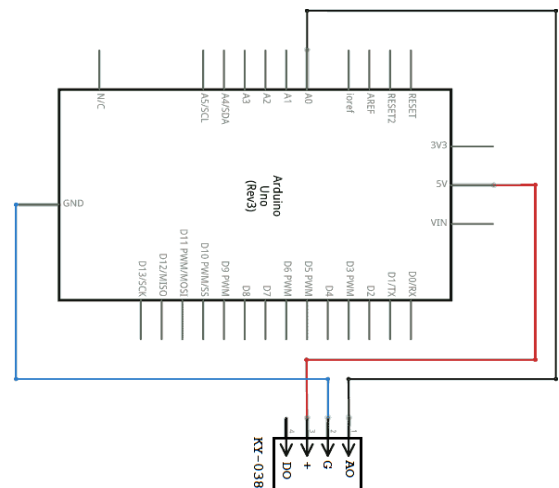 N/C
A5/SCL
A4/SDA
A3
A2
A1
A0
ioref
AREF
RESET2
RESET
3V3
5V
VIN
GND
Arduino
Uno
(Rev3)
D13/SCK
D12/MISO
D11 PWM/MOSI
D10 PWM/SS
D9 PWM
D8
D7
D6 PWM
D5 PWM
D4
D3 PWM
D2
D1/TX
D0/RX
4
3
2
1
DO
+
G
AO
KY-038